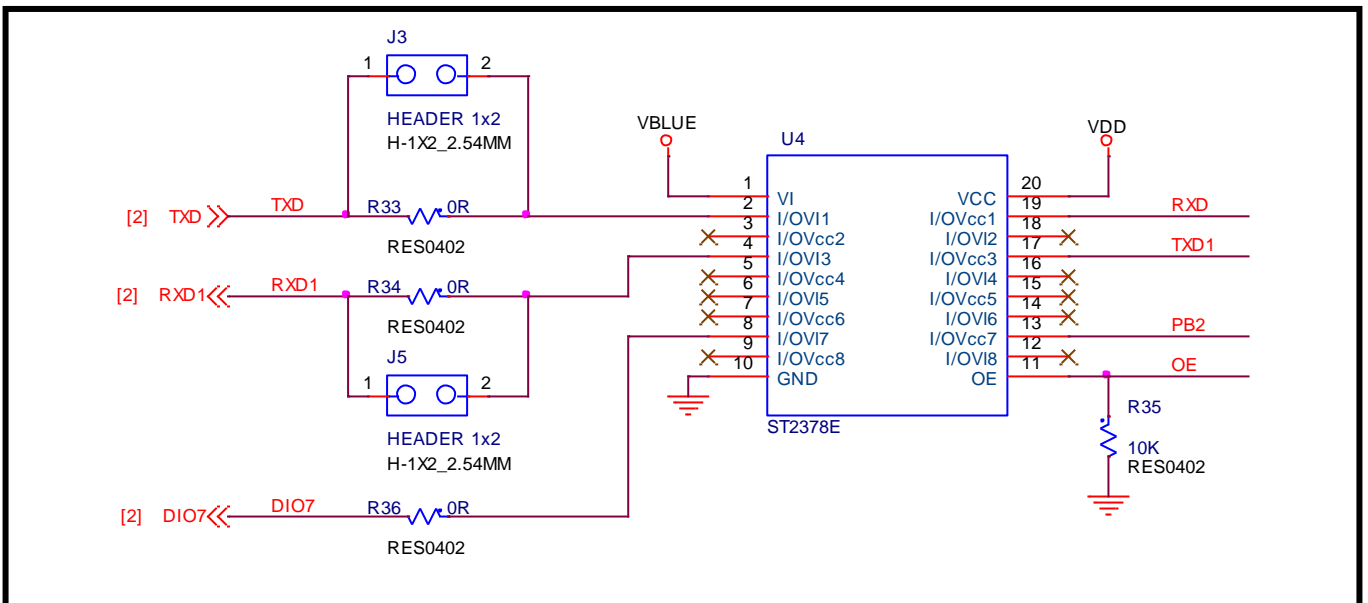 J3
1 2
HEADER 1x2
H-1X2_2.54MM
VBLUE
U4
VDD
[2] TXD TXD R33 0R
RES0402
[2] RXD1 RXD1 R34 0R
RES0402
J5
1 2
HEADER 1x2
H-1X2_2.54MM
[2] DIO7 DIO7 R36 0R
RES0402
1 VI VCC 20
2 I/OVI1 I/OVcc1 19 RXD
3 I/OVcc2 I/OVI2 18
4 I/OVI3 I/OVcc3 17 TXD1
5 I/OVcc4 I/OVI4 16
6 I/OVI5 I/OVcc5 15
7 I/OVcc6 I/OVI6 14
8 I/OVI7 I/OVcc7 13 PB2
9 I/OVcc8 I/OVI8 12
10 GND OE 11 OE
ST2378E
R35
10K
RES0402